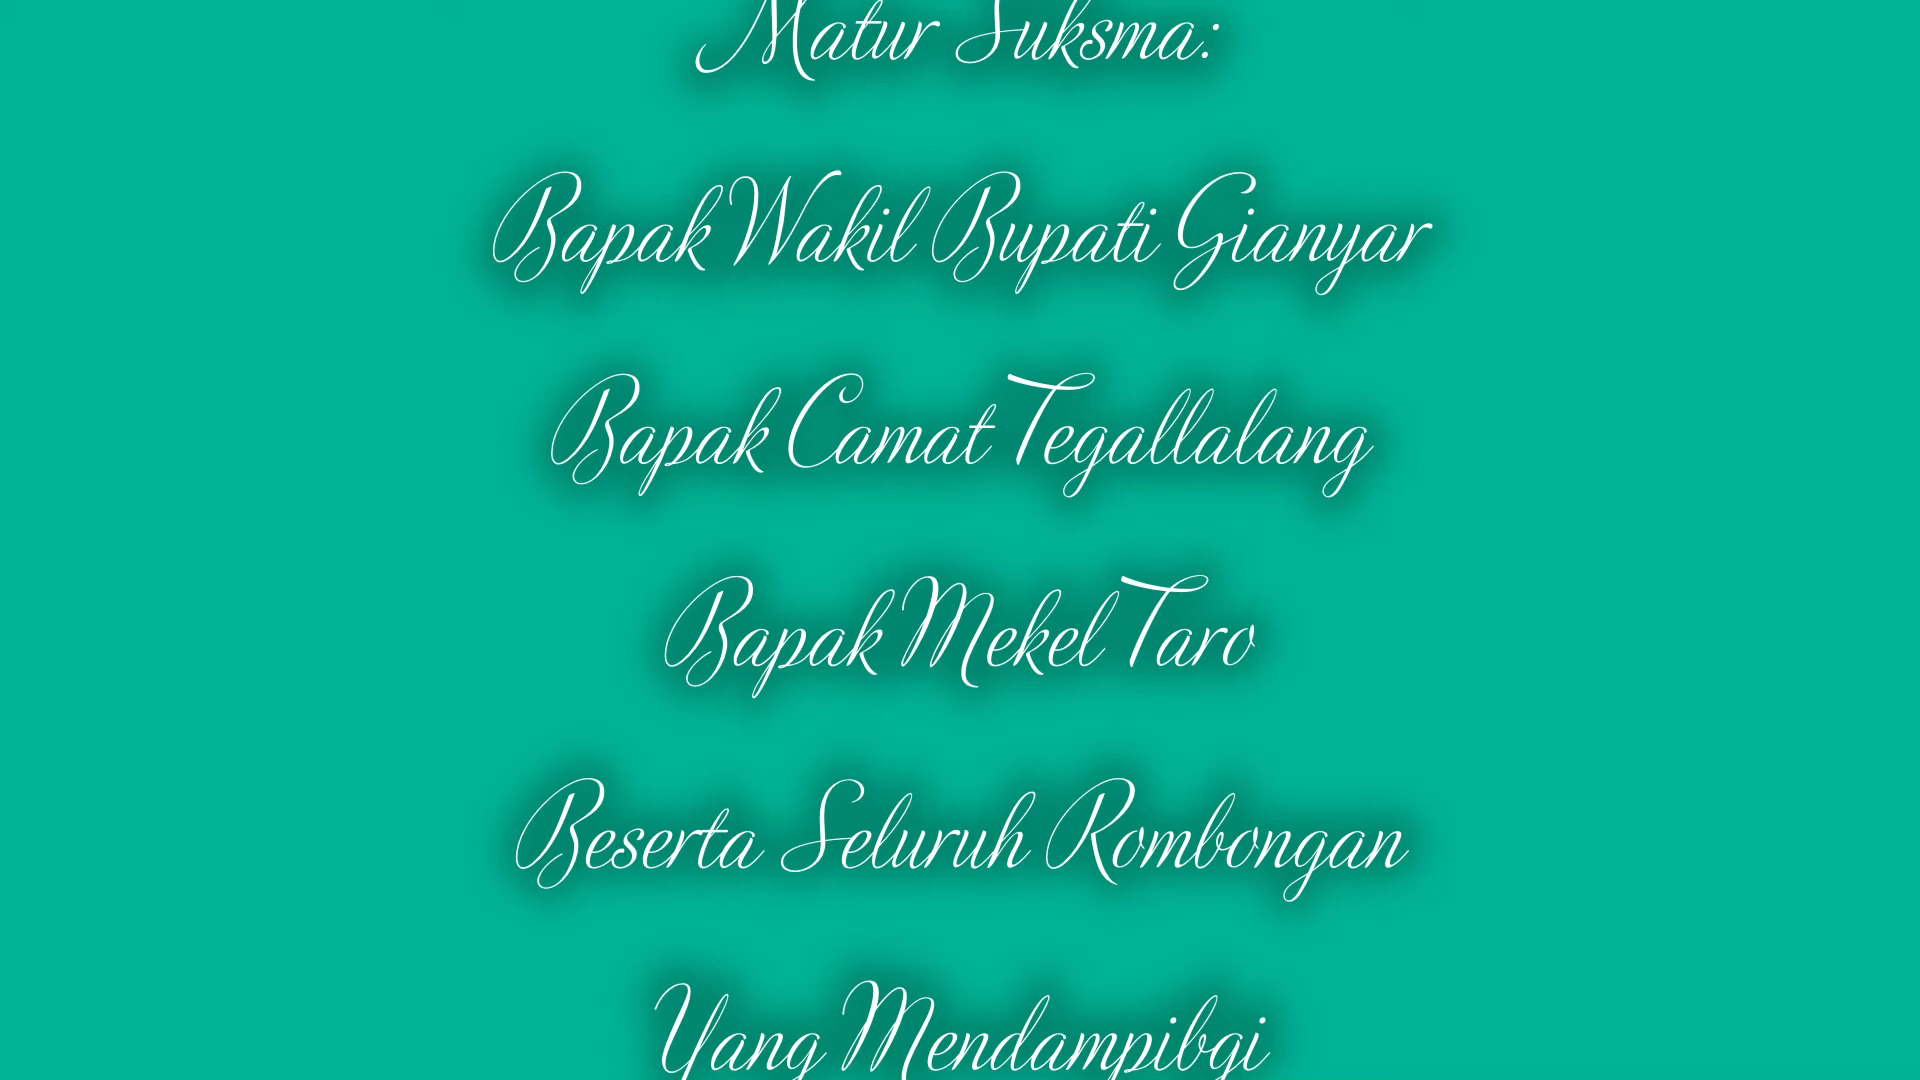 Matur Suksma:
Bapak Wakil Bupati Gianyar
Bapak Camat Tegallalang
Bapak Mekel Taro
Beserta Seluruh Rombongan
Yang Mendampibgi